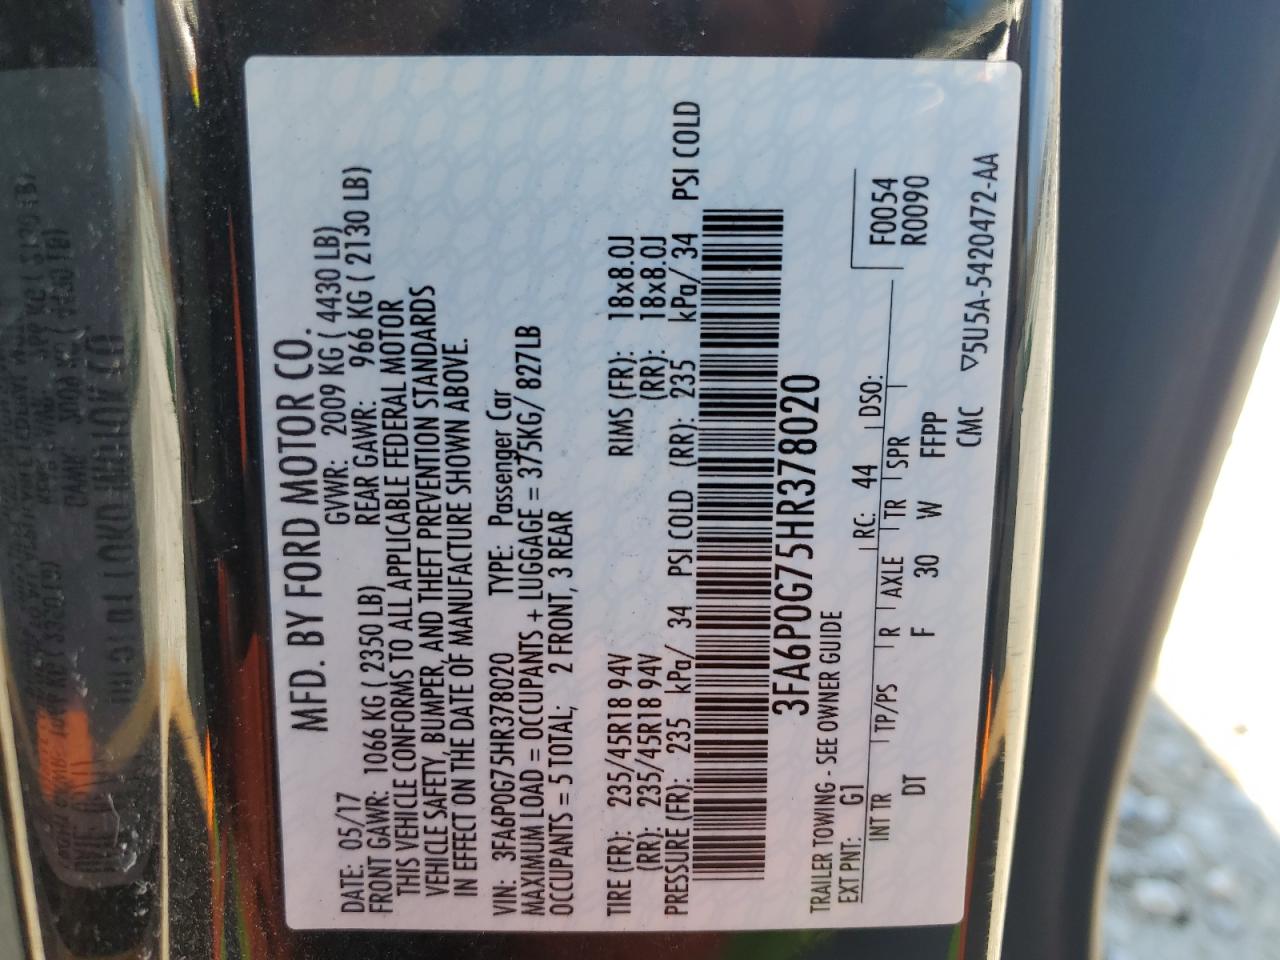 MFD. BY FORD MOTOR CO.
DATE: 05/17 GVWR: 2009 KG ( 4430 LB)
FRONT GAWR: 1066 KG ( 2350 LB) REAR GAWR: 966 KG ( 2130 LB)
THIS VEHICLE CONFORMS TO ALL APPLICABLE FEDERAL MOTOR
VEHICLE SAFETY, BUMPER, AND THEFT PREVENTION STANDARDS
IN EFFECT ON THE DATE OF MANUFACTURE SHOWN ABOVE.
VIN: 3FA6P0G75HR378020 TYPE: Passenger Car
MAXIMUM LOAD = OCCUPANTS + LUGGAGE = 375KG/ 827LB
OCCUPANTS = 5 TOTAL; 2 FRONT, 3 REAR
TIRE (FR): 235/45R18 94V RIMS (FR): 18x8.0J
(RR): 235/45R18 94V (RR): 18x8.0J
PRESSURE (FR): 235 kPa/ 34 PSI COLD (RR): 235 kPa/ 34 PSI COLD
3FA6P0G75HR378020
TRAILER TOWING - SEE OWNER GUIDE
EXT PNT: G1 RC: 44 DSO:
F0054
R0090
INT TR TP/PS R AXLE TR SPR
DT F 30 W FFPP
CMC ▽5U5A-5420472-AA